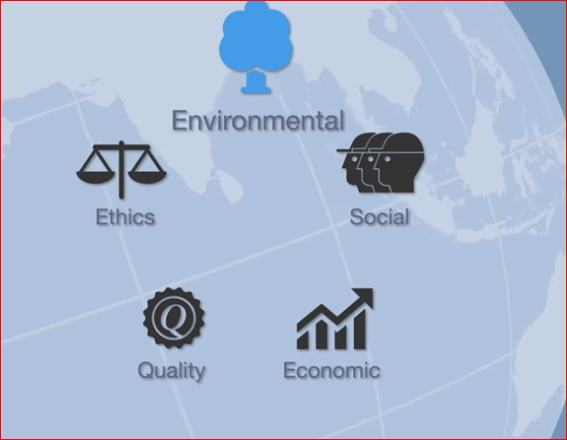 Environmental
Ethics
Social
Q
Quality
Economic